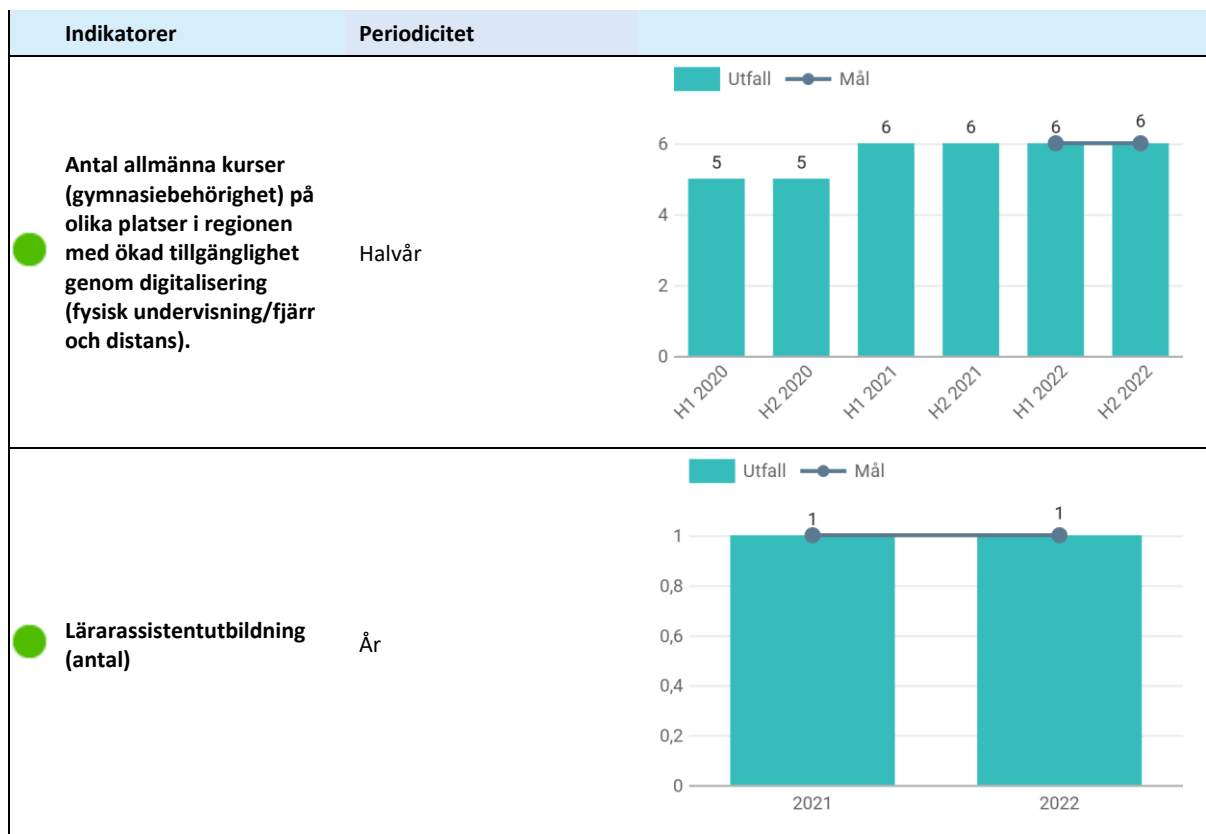 Indikatorer Periodicitet
Antal allmänna kurser
(gymnasiebehörighet) på
olika platser i regionen
med ökad tillgänglighet
genom digitalisering
(fysisk undervisning/fjärr
och distans).
Halvår
Utfall Mål
6
4
2
0
5 5 6 6 6 6
H1 2020 H2 2020 H1 2021 H2 2021 H1 2022 H2 2022
Lärarassistentutbildning
(antal)
År
Utfall Mål
1
0,8
0,6
0,4
0,2
0
1 1
2021 2022